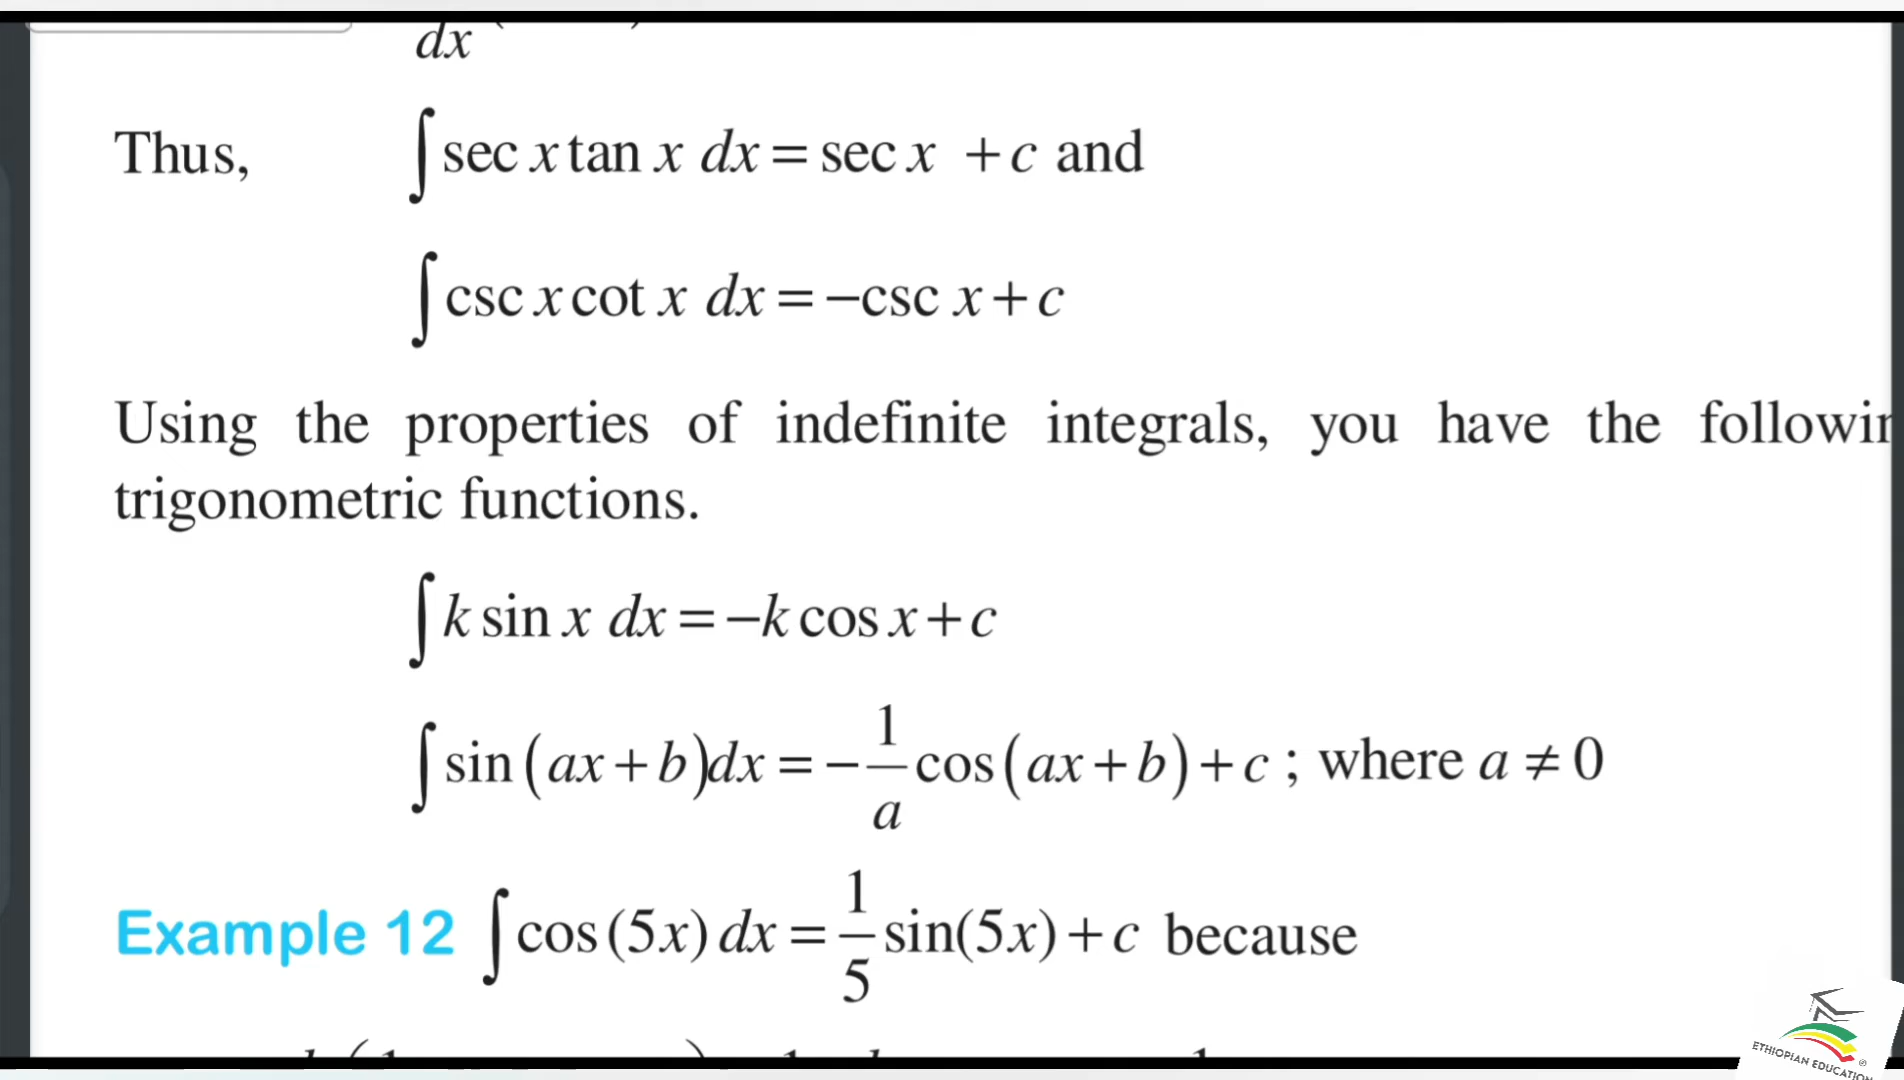 dx
Thus, ∫ sec x tan x dx = sec x + c and
∫ csc x cot x dx = −csc x + c
Using the properties of indefinite integrals, you have the
trigonometric functions.
∫ k sin x dx = −k cos x + c
∫ sin (ax + b)dx = −1/a cos (ax + b) + c ; where a ≠ 0
Example 12 ∫ cos (5x) dx = 1/5 sin(5x) + c because
ETHIOPIAN EDUCATION